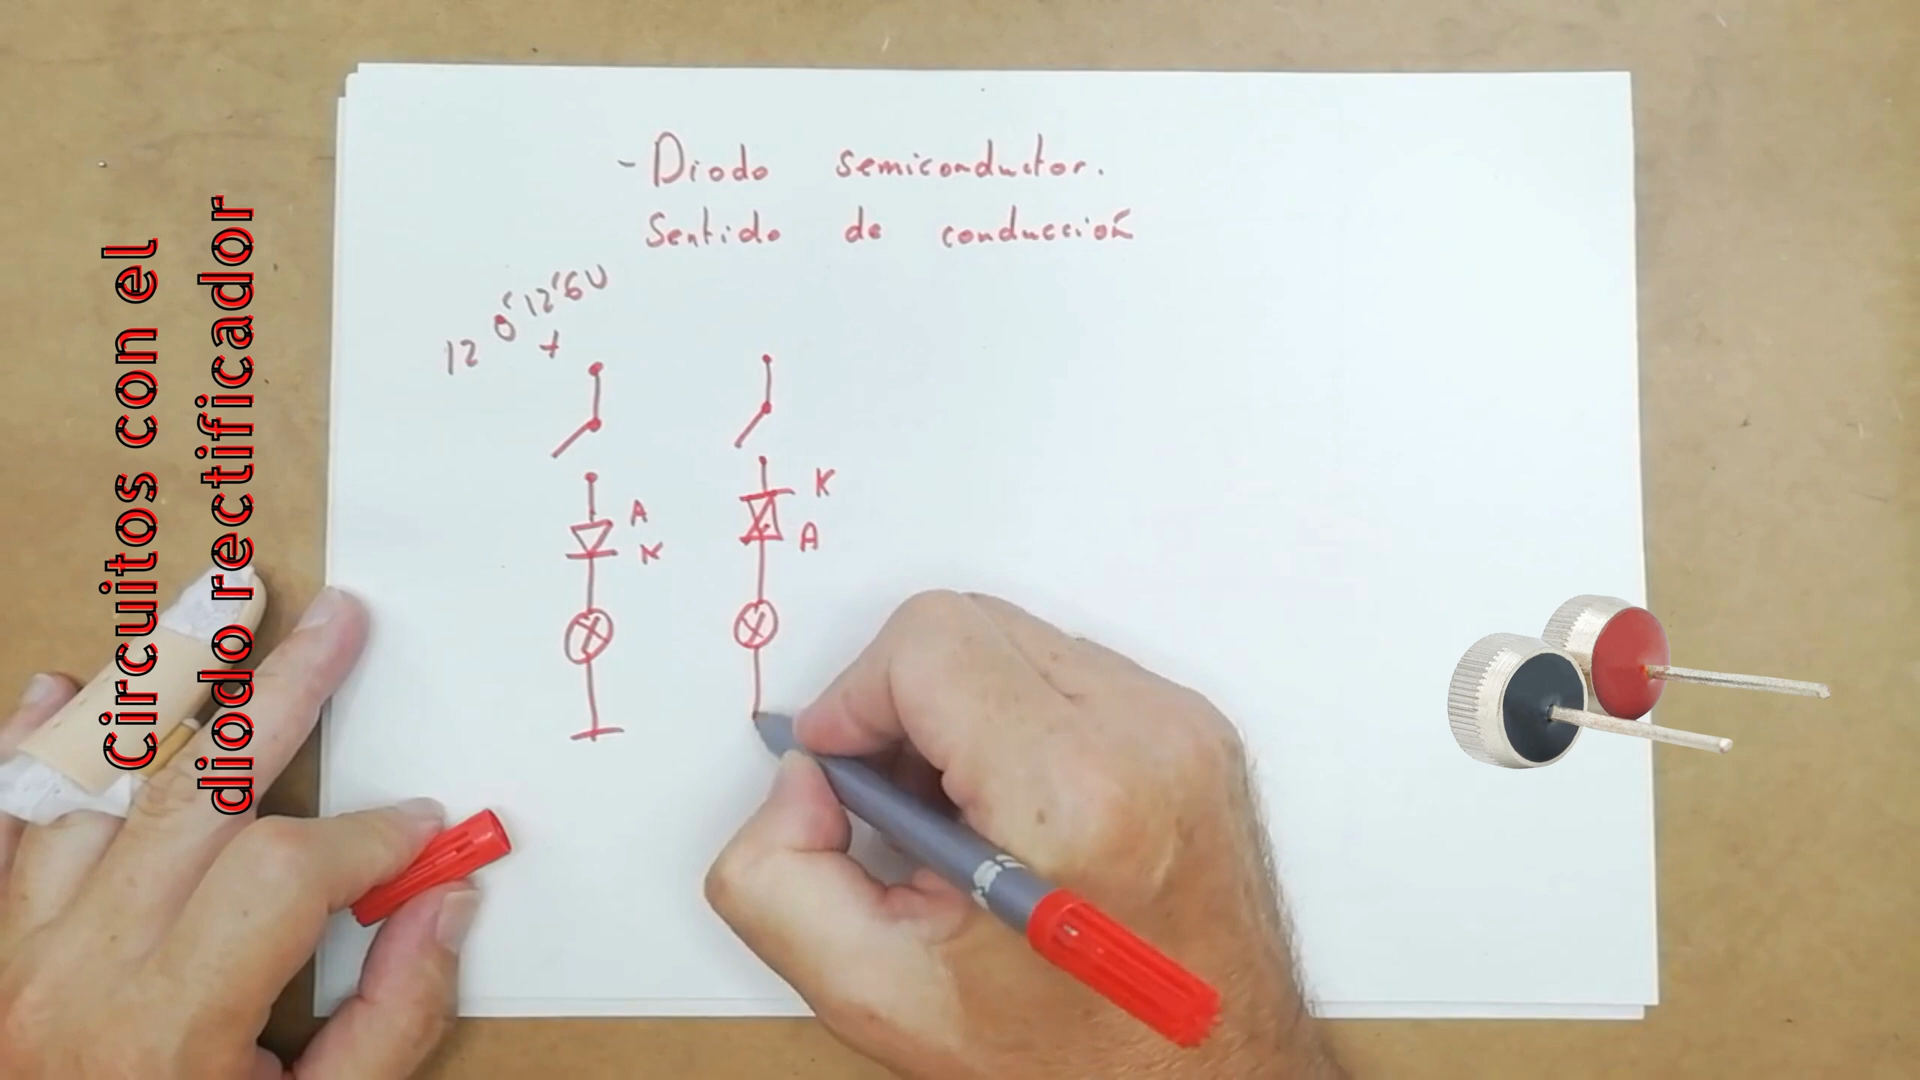 Circuitos con el
diodo rectificador
- Diodo semiconductor.
Sentido de conducción
12 ó 12'6V
+
A
K
K
A